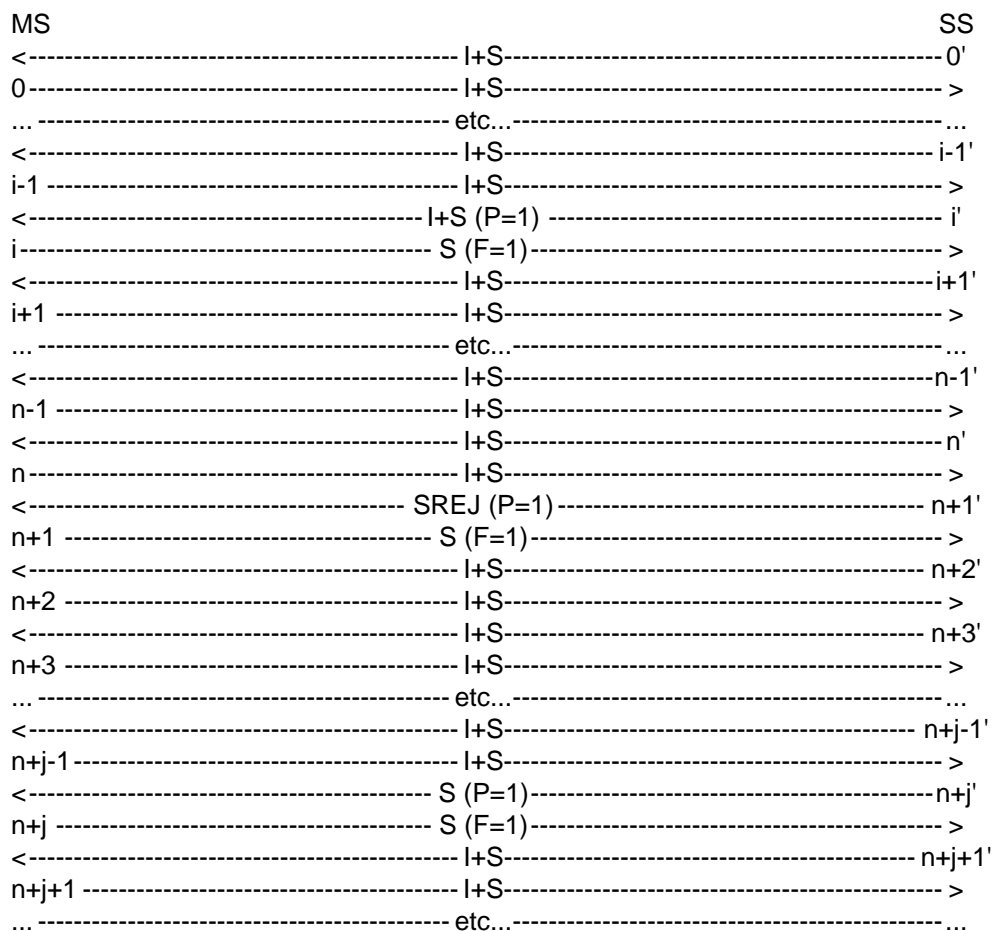 MS SS
<------------------------------------------------ I+S------------------------------------------------- 0'
0------------------------------------------------ I+S------------------------------------------------- >
... ---------------------------------------------- etc...------------------------------------------------...
<------------------------------------------------ I+S------------------------------------------------ i-1'
i-1 ---------------------------------------------- I+S------------------------------------------------- >
<-------------------------------------------- I+S (P=1) -------------------------------------------- i'
i---------------------------------------------- S (F=1)---------------------------------------------- >
<------------------------------------------------ I+S------------------------------------------------i+1'
i+1 --------------------------------------------- I+S------------------------------------------------- >
... ---------------------------------------------- etc...------------------------------------------------...
<------------------------------------------------ I+S------------------------------------------------n-1'
n-1 --------------------------------------------- I+S------------------------------------------------- >
<------------------------------------------------ I+S-------------------------------------------------n'
n------------------------------------------------ I+S------------------------------------------------- >
<------------------------------------------ SREJ (P=1)----------------------------------------- n+1'
n+1 ----------------------------------------- S (F=1)---------------------------------------------- >
<------------------------------------------------ I+S----------------------------------------------- n+2'
n+2 -------------------------------------------- I+S------------------------------------------------- >
<------------------------------------------------ I+S----------------------------------------------- n+3'
n+3 -------------------------------------------- I+S------------------------------------------------- >
... ---------------------------------------------- etc...------------------------------------------------...
<------------------------------------------------ I+S---------------------------------------------- n+j-1'
n+j-1------------------------------------------- I+S------------------------------------------------- >
<--------------------------------------------- S (P=1)---------------------------------------------n+j'
n+j ------------------------------------------ S (F=1)---------------------------------------------- >
<------------------------------------------------ I+S---------------------------------------------- n+j+1'
n+j+1 ------------------------------------------ I+S------------------------------------------------- >
... ---------------------------------------------- etc...------------------------------------------------...